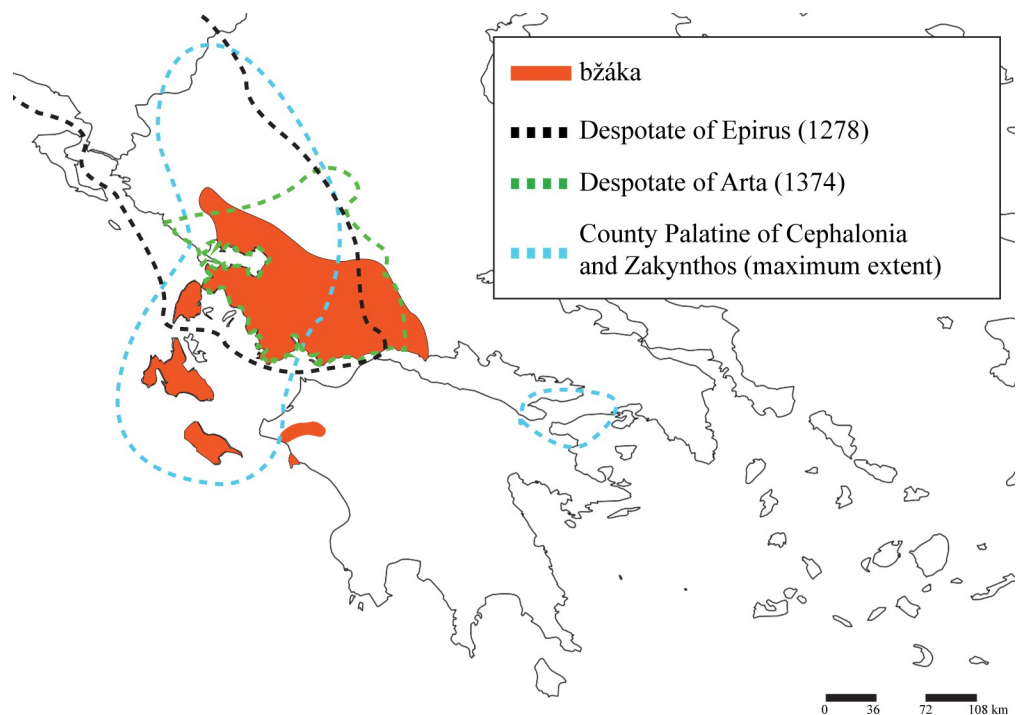 bžáka
Despotate of Epirus (1278)
Despotate of Arta (1374)
County Palatine of Cephalonia
and Zakynthos (maximum extent)
0 36 72 108 km